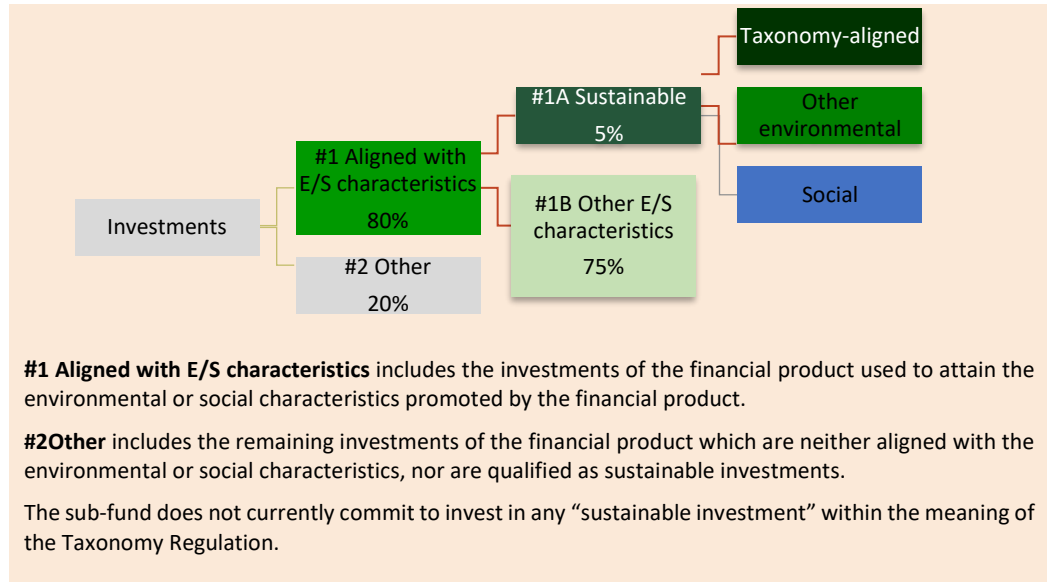 Taxonomy-aligned
#1A Sustainable
5%
Other
environmental
#1 Aligned with
E/S characteristics
80%
#1B Other E/S
characteristics
75%
Social
Investments
#2 Other
20%
#1 Aligned with E/S characteristics includes the investments of the financial product used to attain the
environmental or social characteristics promoted by the financial product.
#2Other includes the remaining investments of the financial product which are neither aligned with the
environmental or social characteristics, nor are qualified as sustainable investments.
The sub-fund does not currently commit to invest in any “sustainable investment” within the meaning of
the Taxonomy Regulation.